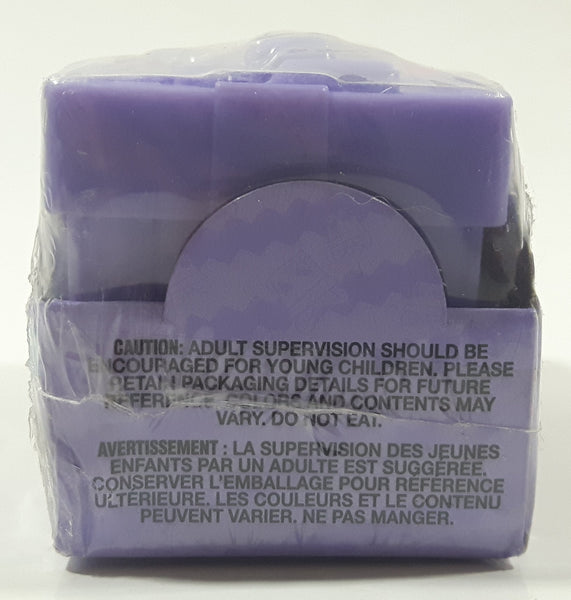 CAUTION: ADULT SUPERVISION SHOULD BE
ENCOURAGED FOR YOUNG CHILDREN. PLEASE
RETAIN PACKAGING DETAILS FOR FUTURE
REFERENCE. COLORS AND CONTENTS MAY
VARY. DO NOT EAT.
AVERTISSEMENT : LA SUPERVISION DES JEUNES
ENFANTS PAR UN ADULTE EST SUGGÉRÉE.
CONSERVER L'EMBALLAGE POUR RÉFÉRENCE
ULTÉRIEURE. LES COULEURS ET LE CONTENU
PEUVENT VARIER. NE PAS MANGER.